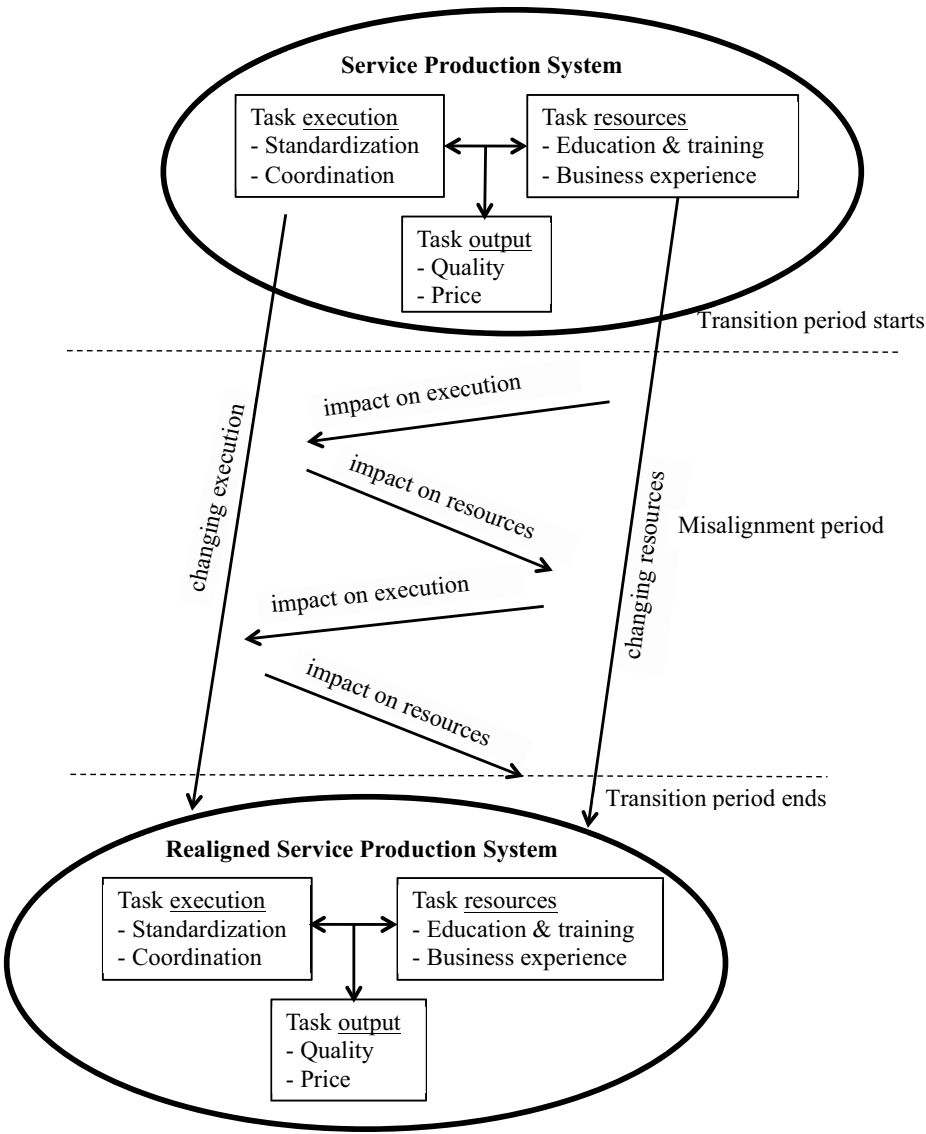 Service Production System
Task execution
- Standardization
- Coordination
Task resources
- Education & training
- Business experience
Task output
- Quality
- Price
Transition period starts
impact on execution
changing execution
impact on resources
changing resources
Misalignment period
impact on execution
impact on resources
Transition period ends
Realigned Service Production System
Task execution
- Standardization
- Coordination
Task resources
- Education & training
- Business experience
Task output
- Quality
- Price